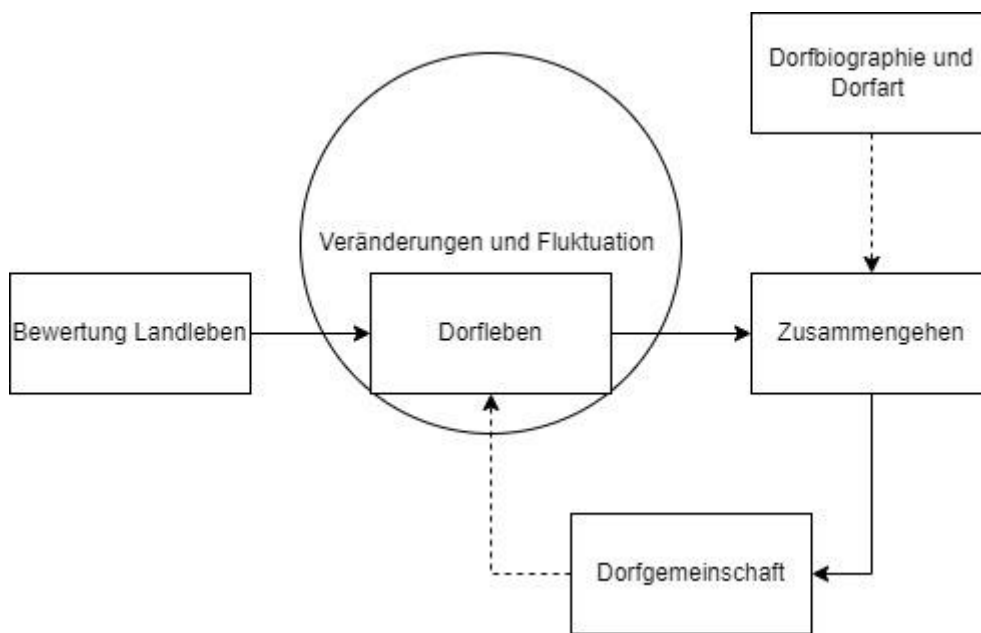 Dorfbiographie und
Dorfart
Veränderungen und Fluktuation
Bewertung Landleben
Dorfleben
Zusammengehen
Dorfgemeinschaft